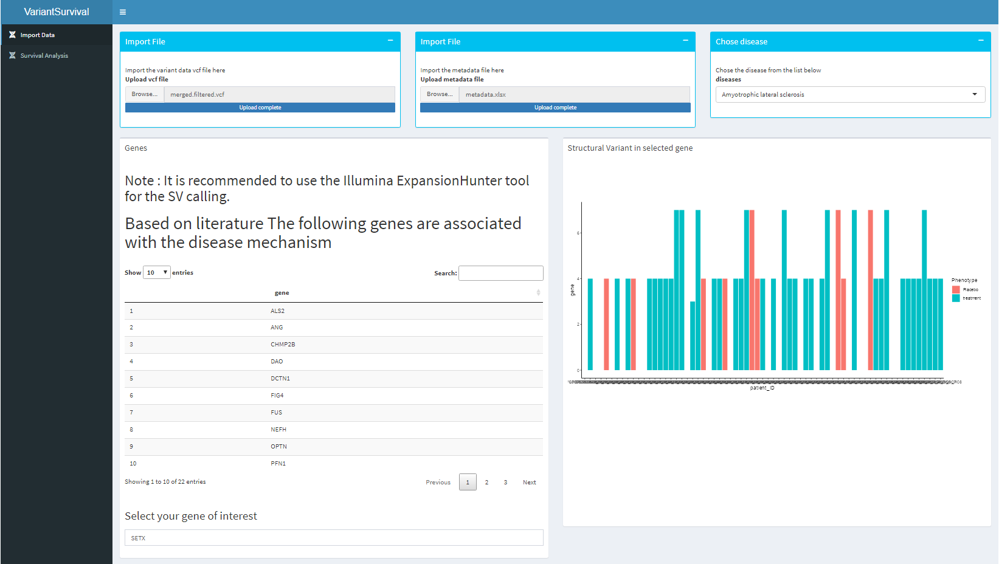 VariantSurvival
Import Data
Survival Analysis
Import File
Import the variant data vcf file here
Upload vcf file
Browse... merged.filtered.vcf
Upload complete
Import File
Import the metadata file here
Upload metadata file
Browse... metadata.xlsx
Upload complete
Chose disease
Chose the disease from the list below
diseases
Amyotrophic lateral sclerosis
Genes
Note : It is recommended to use the Illumina ExpansionHunter tool
for the SV calling.
Based on literature The following genes are associated
with the disease mechanism
Show 10 entries
Search:
gene
1 ALS2
2 ANG
3 CHMP2B
4 DAO
5 DCTN1
6 FIG4
7 FUS
8 NEFH
9 OPTN
10 PFN1
Showing 1 to 10 of 22 entries
Previous 1 2 3 Next
Select your gene of interest
SETX
Structural Variant in selected gene
6
4
2
0
gene
patient_ID
Phenotype
Placebo
treatment